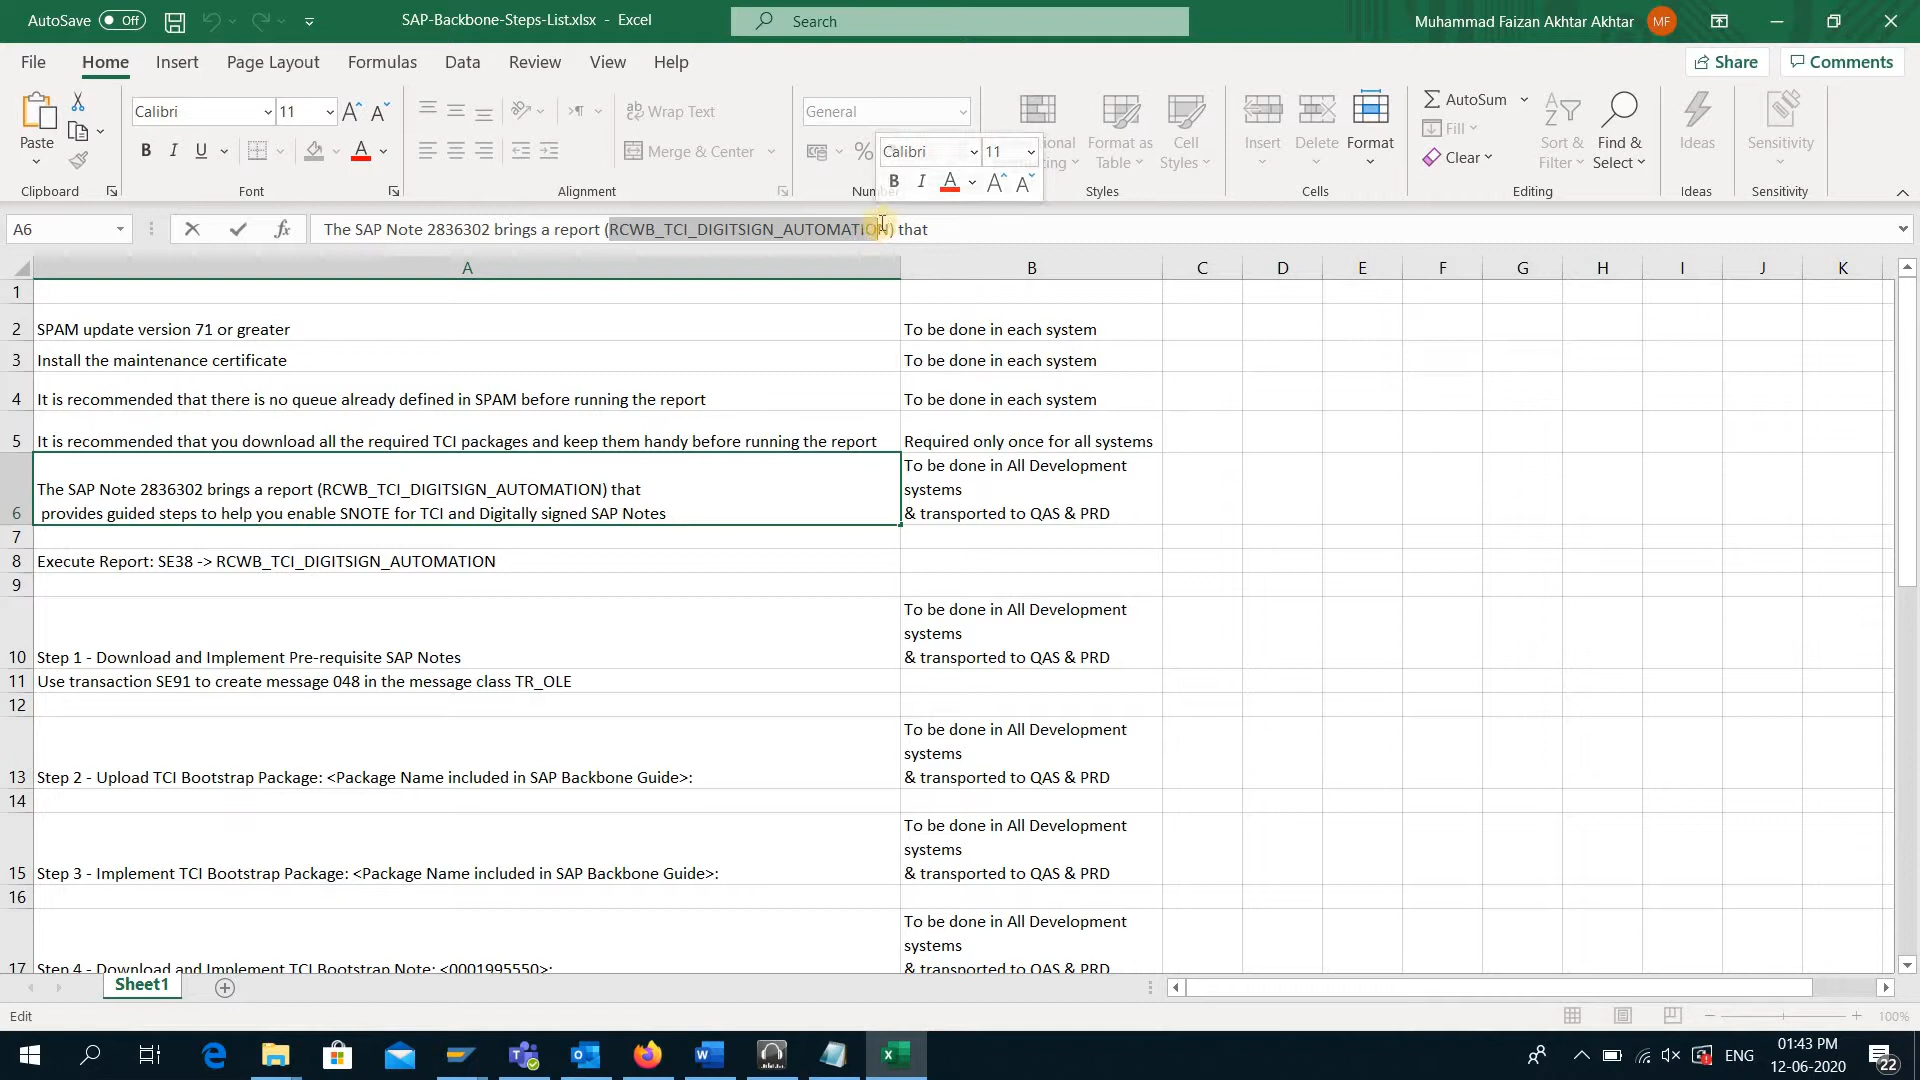 AutoSave Off
SAP-Backbone-Steps-List.xlsx - Excel
Search
Muhammad Faizan Akhtar Akhtar MF
File Home Insert Page Layout Formulas Data Review View Help
Share Comments
Paste
Calibri 11
B I U A
Wrap Text
Merge & Center
General
%
Calibri 11
B I A A A
Format as Table
Cell Styles
Insert Delete Format
AutoSum
Fill
Clear
Sort & Filter
Find & Select
Ideas
Sensitivity
Clipboard Font Alignment Styles Cells Editing Ideas Sensitivity
A6
fx
The SAP Note 2836302 brings a report (RCWB_TCI_DIGITSIGN_AUTOMATION) that
A B C D E F G H I J K
1
2 SPAM update version 71 or greater To be done in each system
3 Install the maintenance certificate To be done in each system
4 It is recommended that there is no queue already defined in SPAM before running the report To be done in each system
5 It is recommended that you download all the required TCI packages and keep them handy before running the report Required only once for all systems
To be done in All Development
The SAP Note 2836302 brings a report (RCWB_TCI_DIGITSIGN_AUTOMATION) that systems
6 provides guided steps to help you enable SNOTE for TCI and Digitally signed SAP Notes & transported to QAS & PRD
7
8 Execute Report: SE38 -> RCWB_TCI_DIGITSIGN_AUTOMATION
9
To be done in All Development
systems
10 Step 1 - Download and Implement Pre-requisite SAP Notes & transported to QAS & PRD
11 Use transaction SE91 to create message 048 in the message class TR_OLE
12
To be done in All Development
systems
13 Step 2 - Upload TCI Bootstrap Package: <Package Name included in SAP Backbone Guide>: & transported to QAS & PRD
14
To be done in All Development
systems
15 Step 3 - Implement TCI Bootstrap Package: <Package Name included in SAP Backbone Guide>: & transported to QAS & PRD
16
To be done in All Development
systems
17 Step 4 - Download and Implement TCI Bootstrap Note: <0001995550>: & transported to QAS & PRD
Sheet1
Edit
100%
ENG
01:43 PM
12-06-2020
22